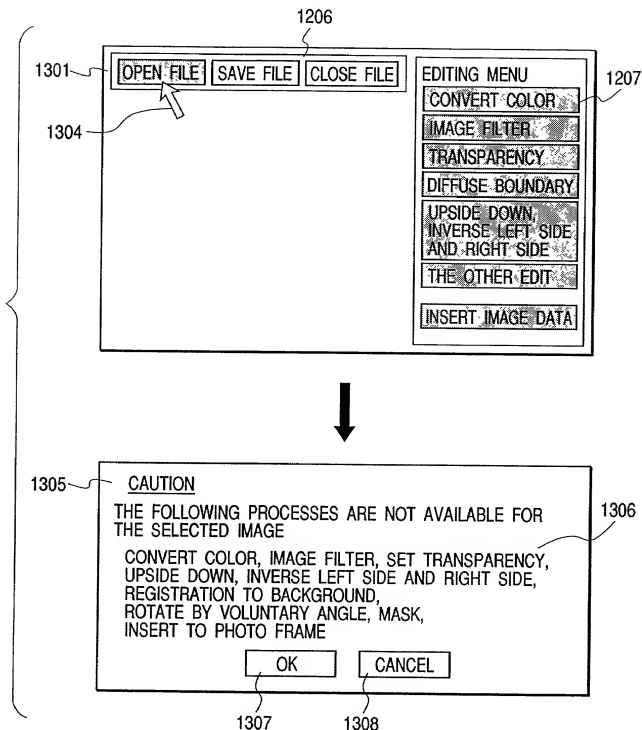 1206
1301
OPEN FILE SAVE FILE CLOSE FILE
1304
EDITING MENU
1207
CONVERT COLOR
IMAGE FILTER
TRANSPARENCY
DIFFUSE BOUNDARY
UPSIDE DOWN,
INVERSE LEFT SIDE
AND RIGHT SIDE
THE OTHER EDIT
INSERT IMAGE DATA
1305
CAUTION
THE FOLLOWING PROCESSES ARE NOT AVAILABLE FOR
THE SELECTED IMAGE
1306
CONVERT COLOR, IMAGE FILTER, SET TRANSPARENCY,
UPSIDE DOWN, INVERSE LEFT SIDE AND RIGHT SIDE,
REGISTRATION TO BACKGROUND,
ROTATE BY VOLUNTARY ANGLE, MASK,
INSERT TO PHOTO FRAME
OK CANCEL
1307 1308